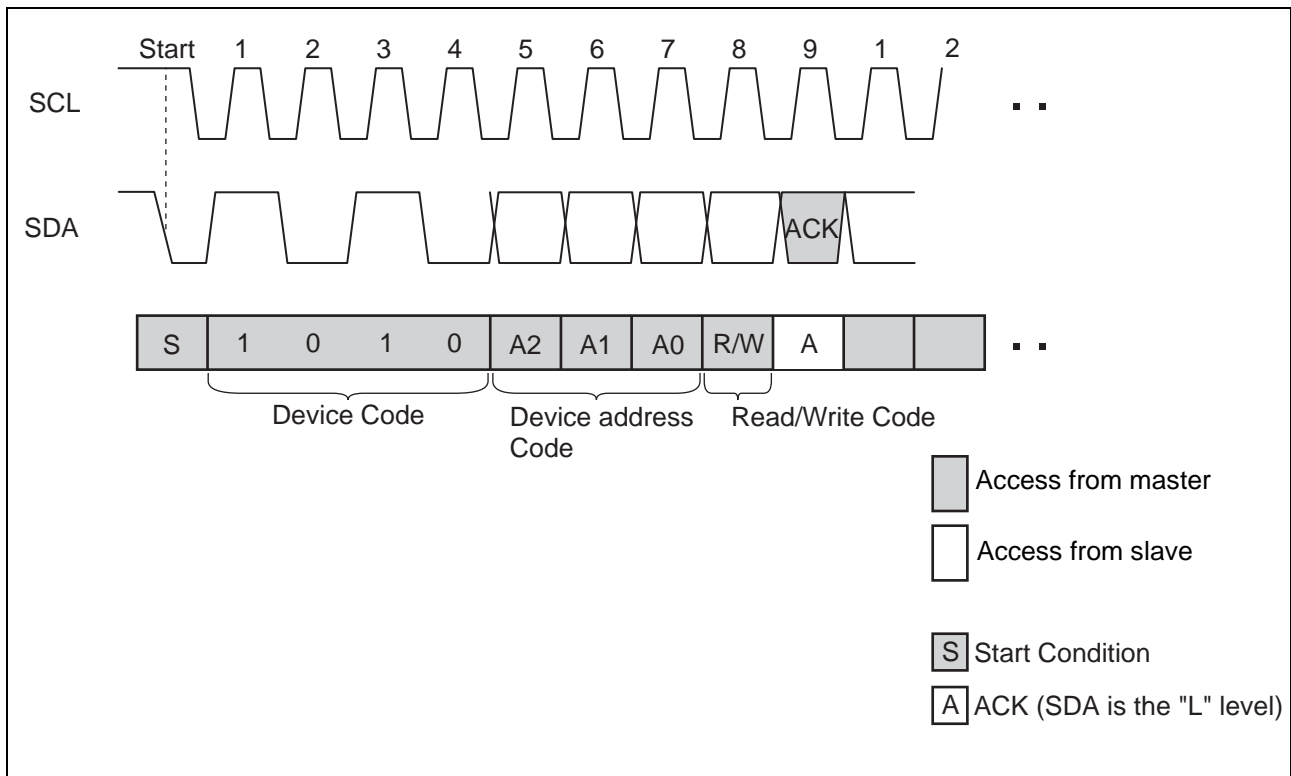 Start 1 2 3 4 5 6 7 8 9 1 2
SCL
SDA
ACK
S 1 0 1 0 A2 A1 A0 R/W A
Device Code
Device address
Code
Read/Write Code
Access from master
Access from slave
S Start Condition
A ACK (SDA is the "L" level)